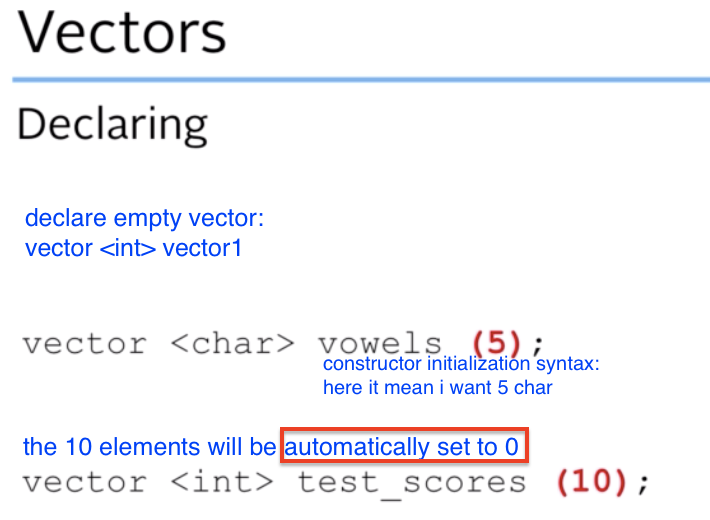 Vectors
Declaring
declare empty vector:
vector <int> vector1
vector <char> vowels (5);
constructor initialization syntax:
here it mean i want 5 char
the 10 elements will be automatically set to 0
vector <int> test_scores (10);